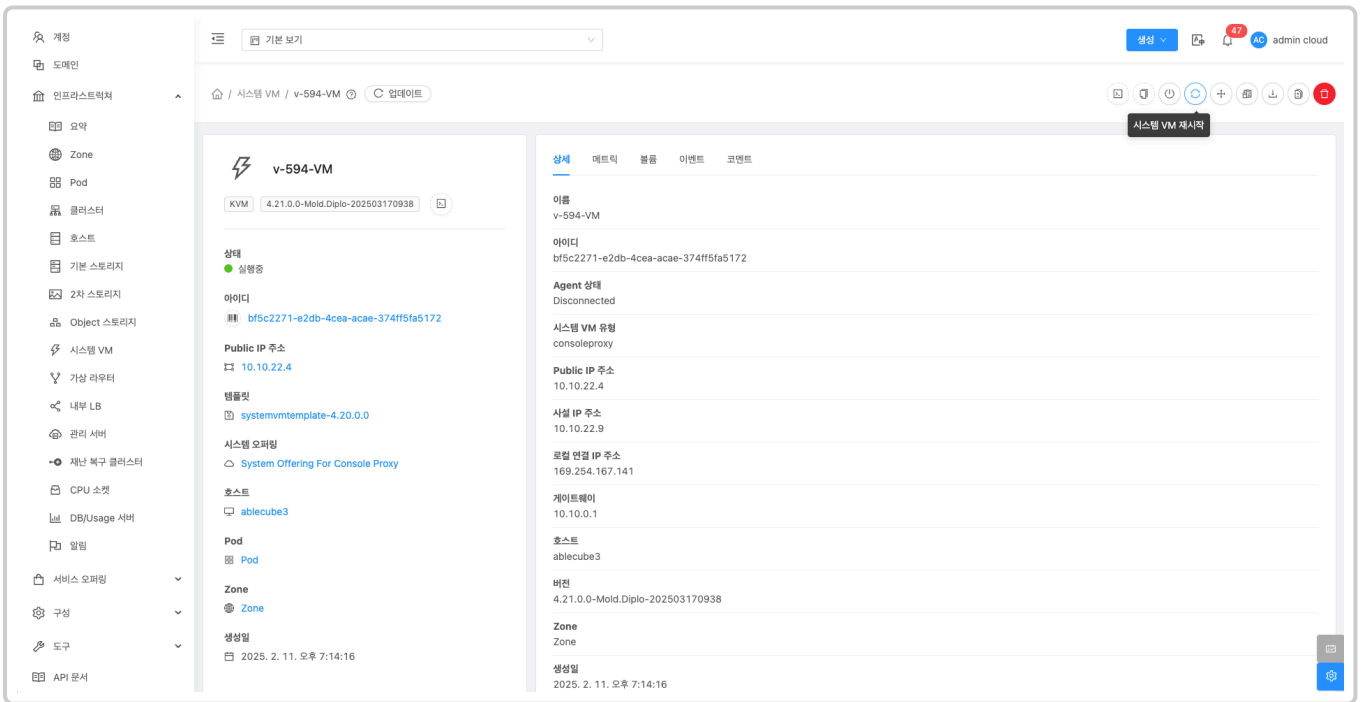 계정
도메인
인프라스트럭쳐
요약
Zone
Pod
클러스터
호스트
기본 스토리지
2차 스토리지
Object 스토리지
시스템 VM
가상 라우터
내부 LB
관리 서버
재난 복구 클러스터
CPU 소켓
DB/Usage 서버
알림
서비스 오퍼링
구성
도구
API 문서
기본 보기
생성
47
AC
admin cloud
/ 시스템 VM / v-594-VM
업데이트
시스템 VM 재시작
v-594-VM
KVM
4.21.0.0-Mold.Diplo-202503170938
상태
실행중
아이디
bf5c2271-e2db-4cea-acae-374ff5fa5172
Public IP 주소
10.10.22.4
템플릿
systemvmtemplate-4.20.0.0
시스템 오퍼링
System Offering For Console Proxy
호스트
ablecube3
Pod
Pod
Zone
Zone
생성일
2025. 2. 11. 오후 7:14:16
상세
메트릭
볼륨
이벤트
코멘트
이름
v-594-VM
아이디
bf5c2271-e2db-4cea-acae-374ff5fa5172
Agent 상태
Disconnected
시스템 VM 유형
consoleproxy
Public IP 주소
10.10.22.4
사설 IP 주소
10.10.22.9
로컬 연결 IP 주소
169.254.167.141
게이트웨이
10.10.0.1
호스트
ablecube3
버전
4.21.0.0-Mold.Diplo-202503170938
Zone
Zone
생성일
2025. 2. 11. 오후 7:14:16